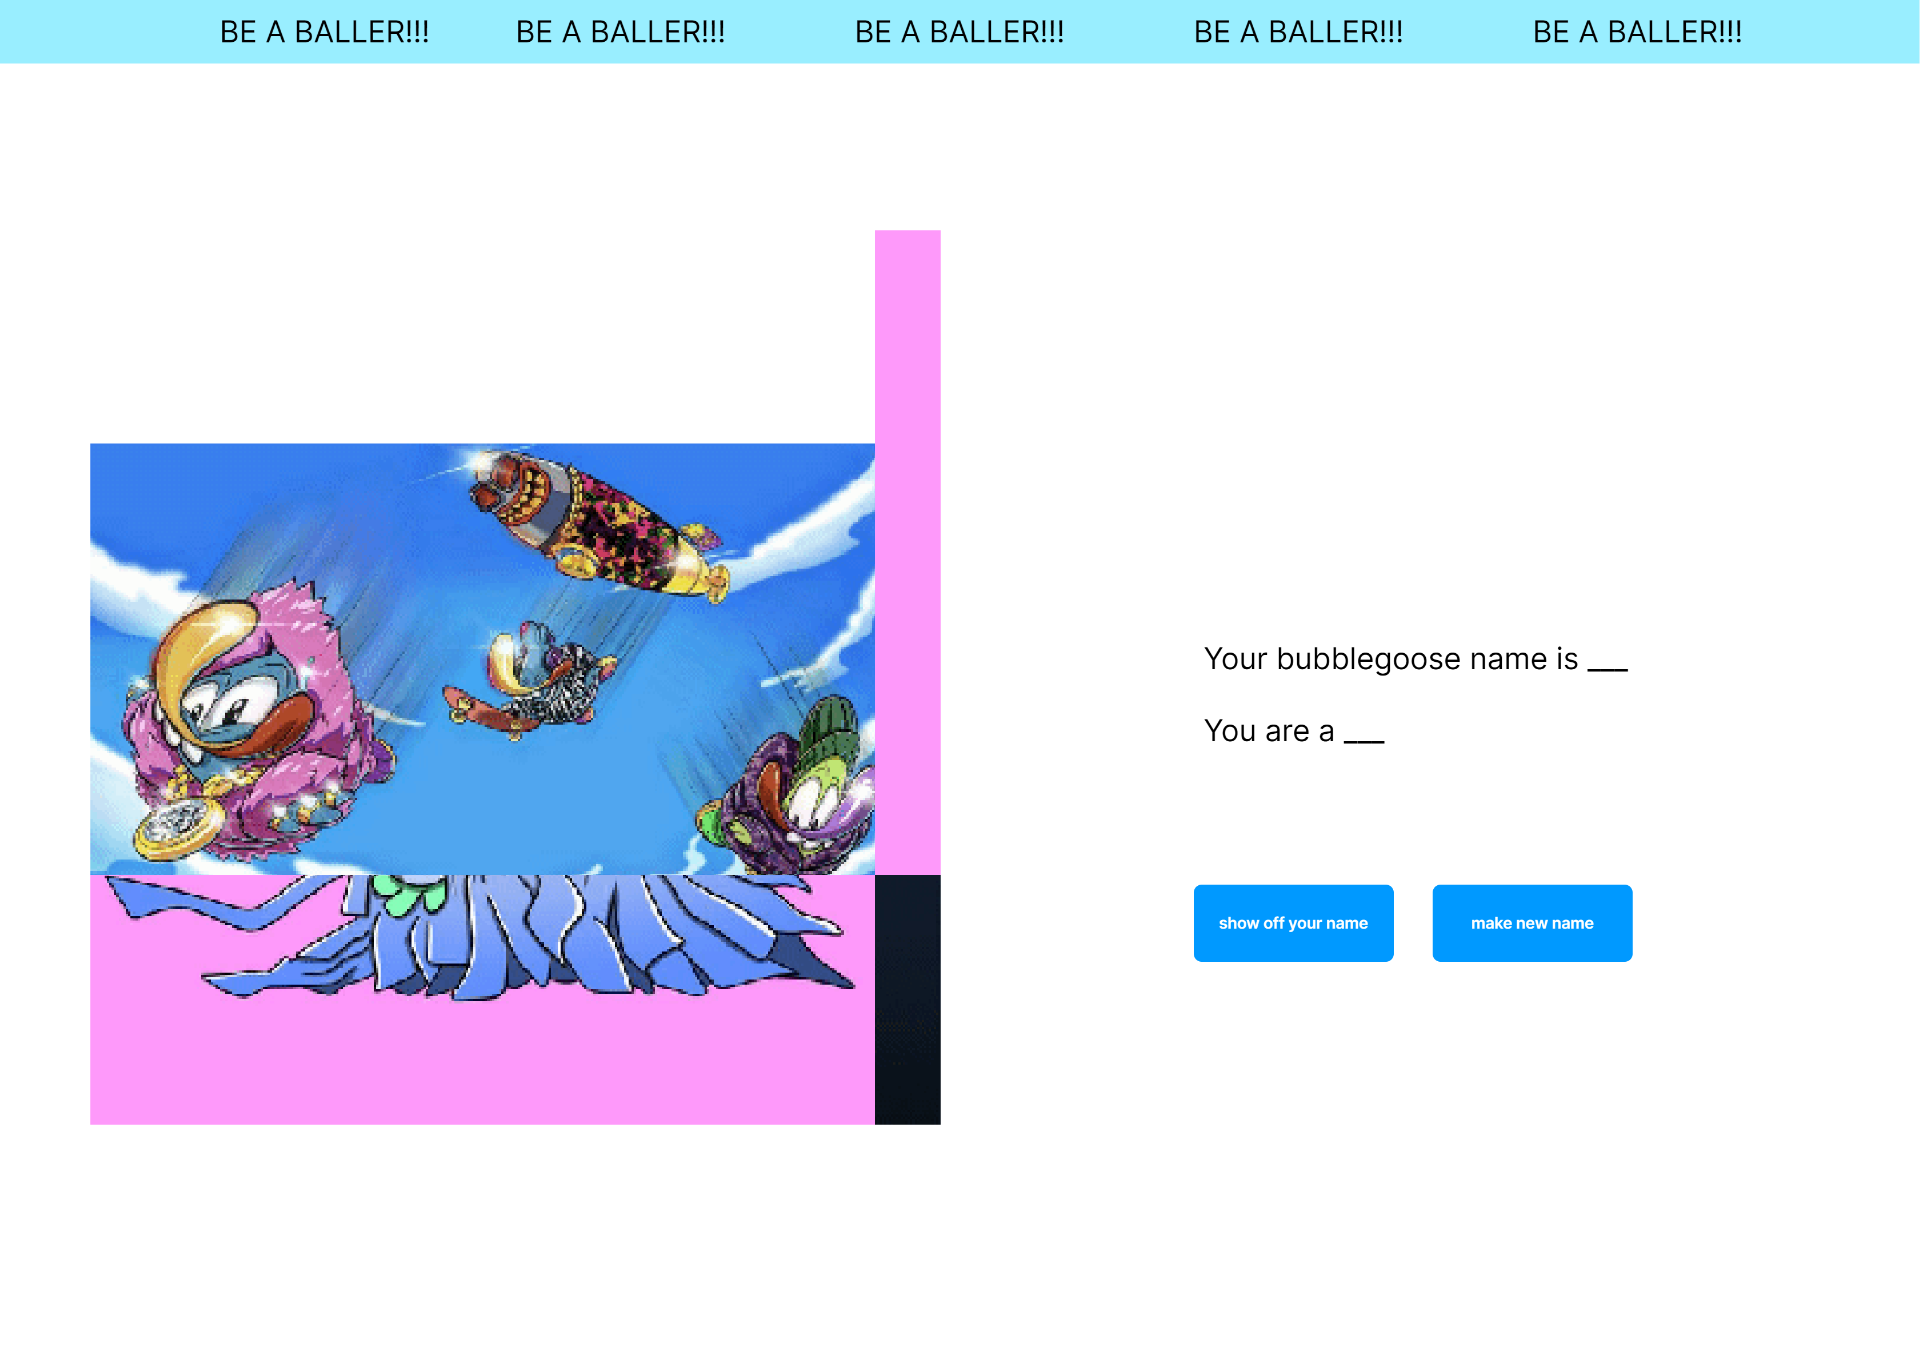 BE A BALLER!!! BE A BALLER!!! BE A BALLER!!! BE A BALLER!!! BE A BALLER!!!
Your bubblegoose name is ___
You are a ___
show off your name make new name